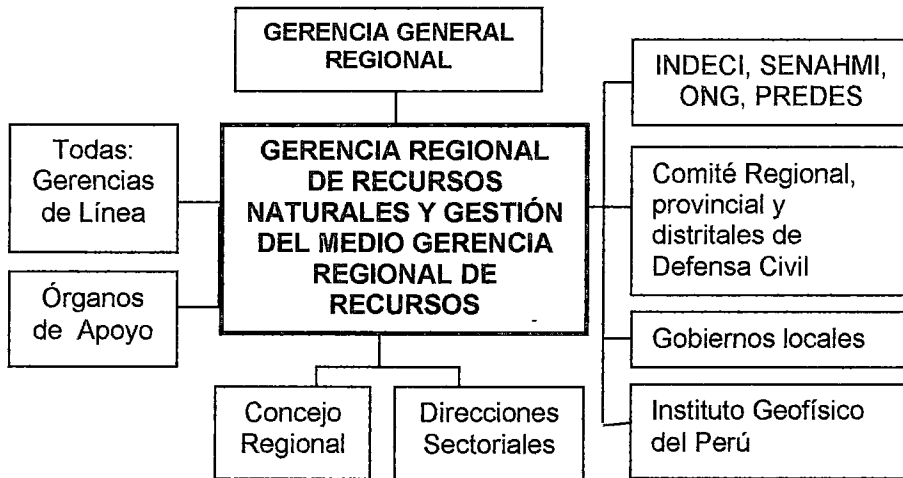 GERENCIA GENERAL
REGIONAL
INDECI, SENAHMI,
ONG, PREDES
Todas:
Gerencias
de Línea
GERENCIA REGIONAL
DE RECURSOS
NATURALES Y GESTIÓN
DEL MEDIO GERENCIA
REGIONAL DE
RECURSOS
Comité Regional,
provincial y
distritales de
Defensa Civil
Órganos
de Apoyo
Gobiernos locales
Concejo
Regional
Direcciones
Sectoriales
Instituto Geofísico
del Perú